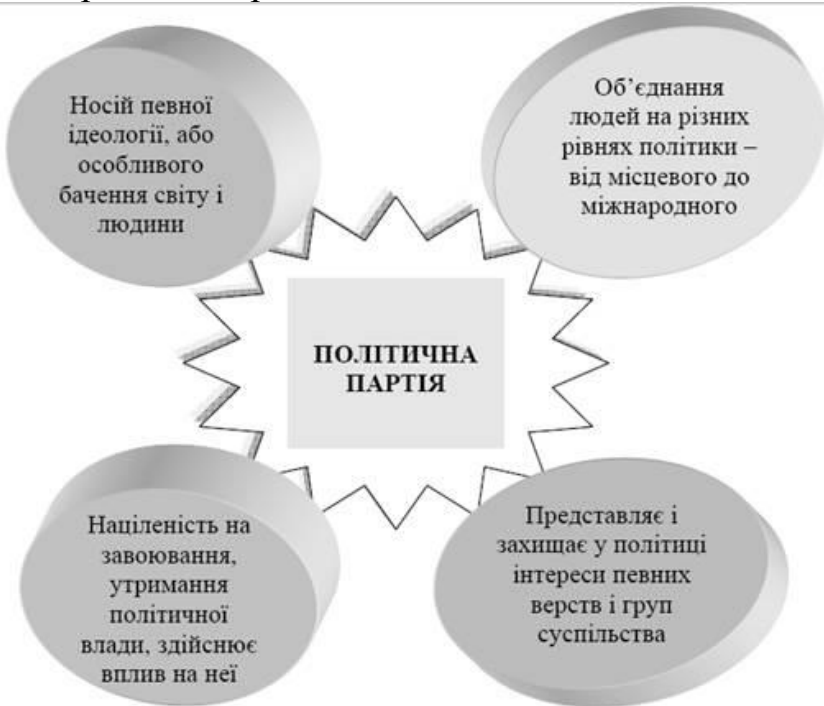 Носій певної
ідеології, або
особливого
бачення світу і
людини
Об’єднання
людей на різних
рівнях політики –
від місцевого до
міжнародного
ПОЛІТИЧНА
ПАРТІЯ
Націленість на
завоювання,
утримання
політичної
влади, здійснює
вплив на неї
Представляє і
захищає у політиці
інтереси певних
верств і груп
суспільства